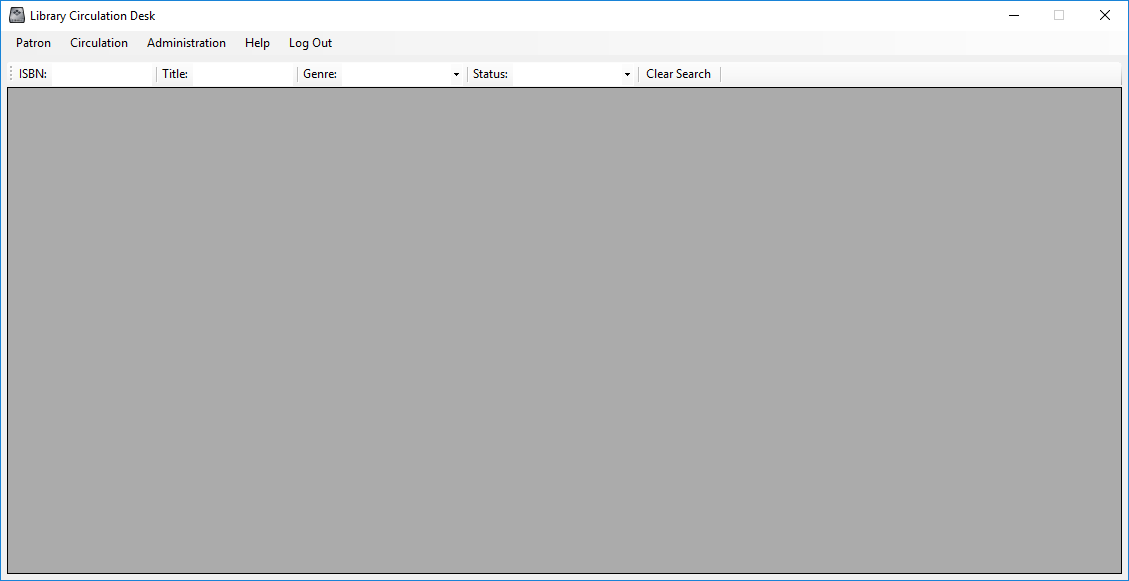 Library Circulation Desk
Patron Circulation Administration Help Log Out
ISBN: Title: Genre: Status: Clear Search